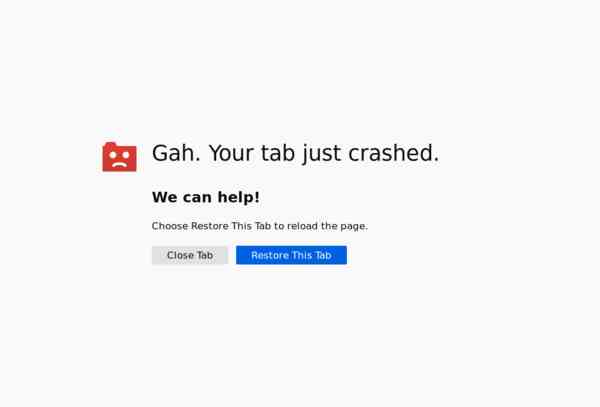 Gah. Your tab just crashed.
We can help!
Choose Restore This Tab to reload the page.
Close Tab
Restore This Tab